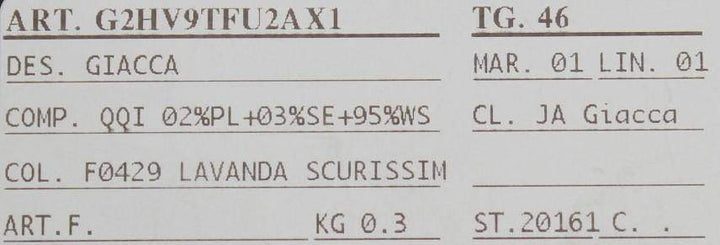 ART. G2HV9TFU2AX1 TG. 46
DES. GIACCA MAR. 01 LIN. 01
COMP. QQI 02%PL+03%SE+95%WS CL. JA Giacca
COL. F0429 LAVANDA SCURISSIM
ART.F. KG 0.3 ST.20161 C. .